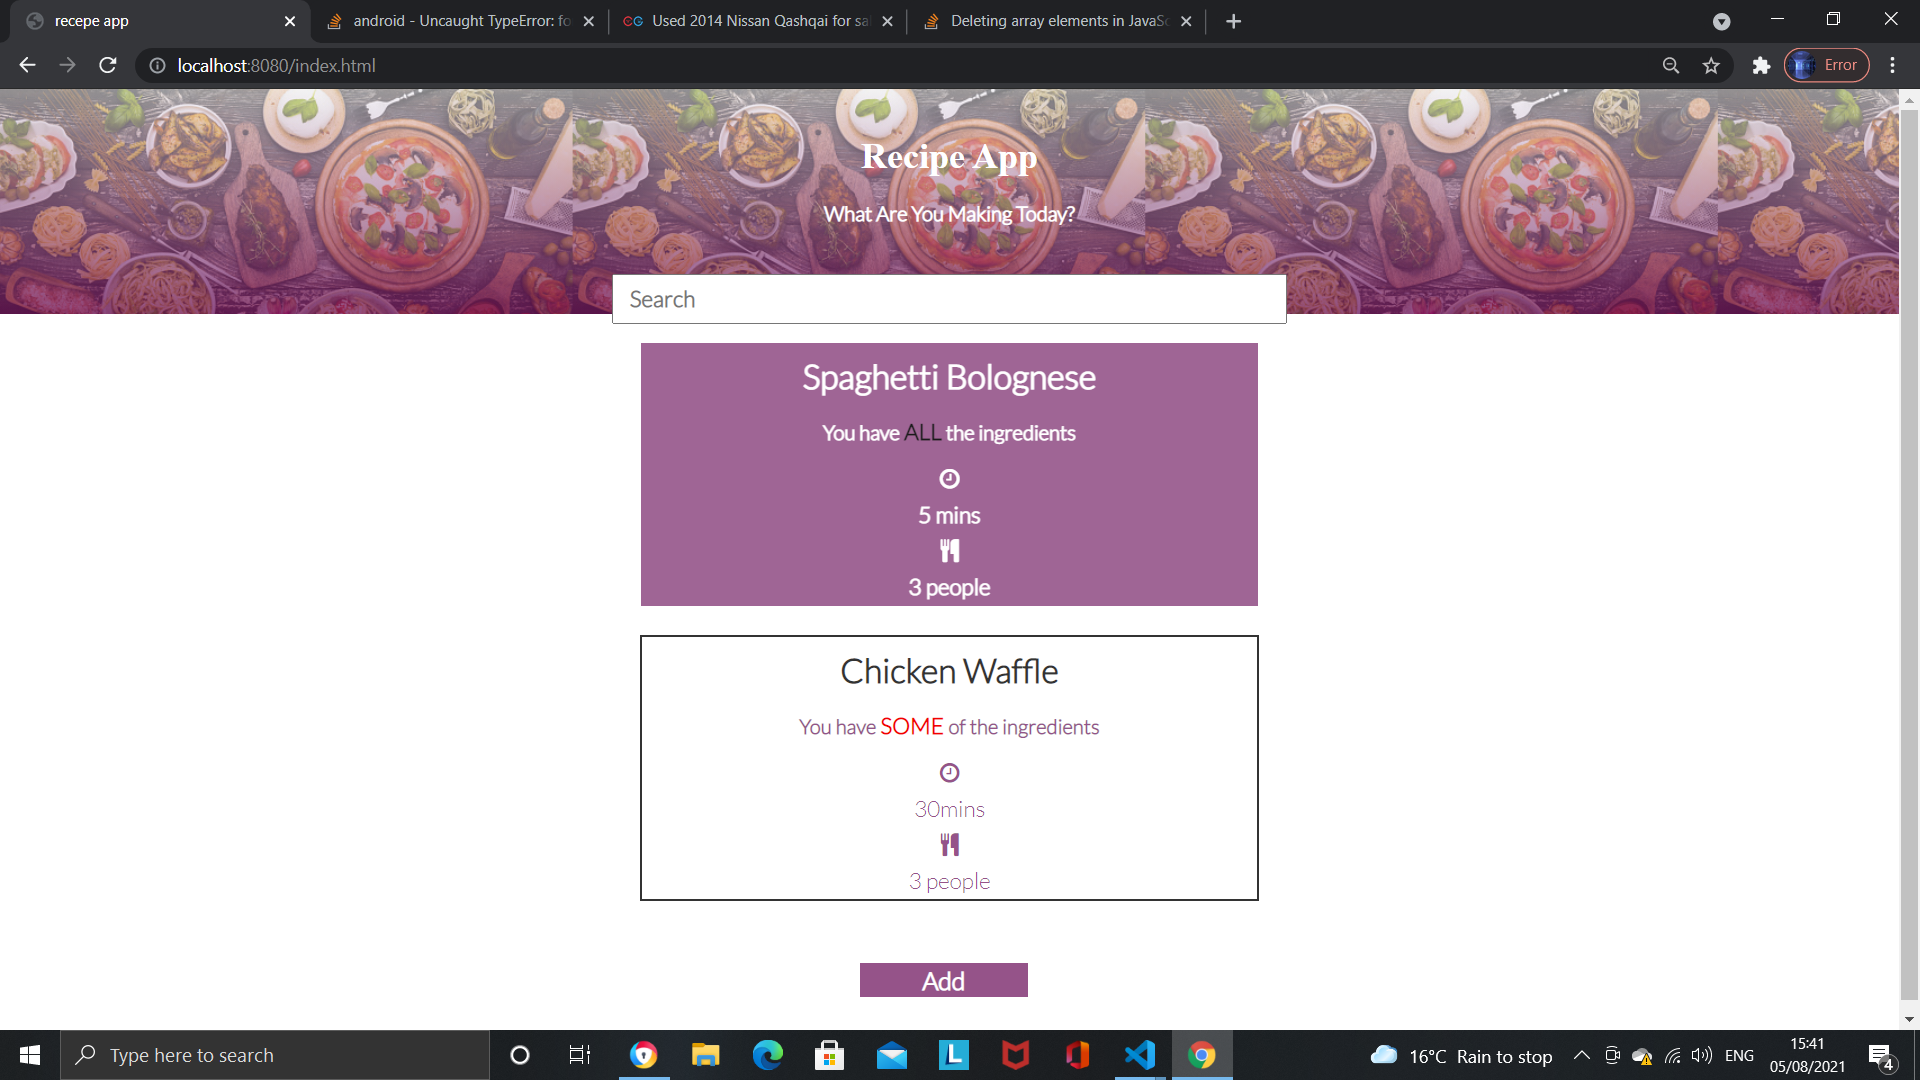 recepe app
android - Uncaught TypeError: fo
CG Used 2014 Nissan Qashqai for sal
Deleting array elements in JavaSc
localhost:8080/index.html
Error
Recipe App
What Are You Making Today?
Search
Spaghetti Bolognese
You have ALL the ingredients
5 mins
3 people
Chicken Waffle
You have SOME of the ingredients
30mins
3 people
Add
Type here to search
L
16°C Rain to stop
ENG
15:41
05/08/2021
4